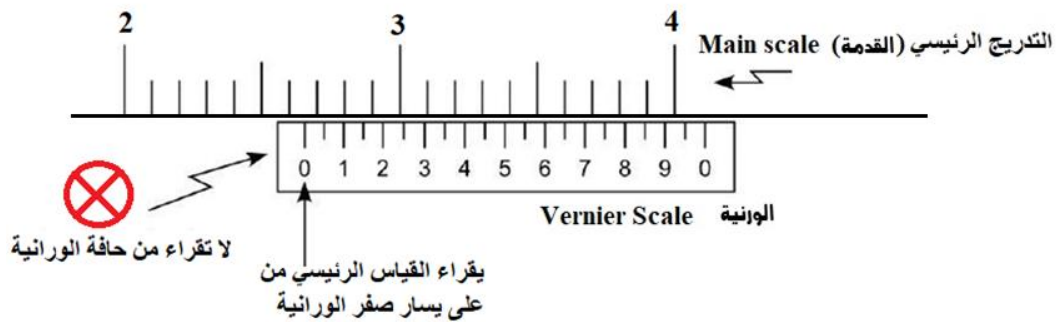 2 3 4
Main scale التدريج الرئيسي (القدمة)
0 1 2 3 4 5 6 7 8 9 0
Vernier Scale الورنية
لا تقراء من حافة الورانية
يقراء القياس الرئيسي من
على يسار صفر الورانية